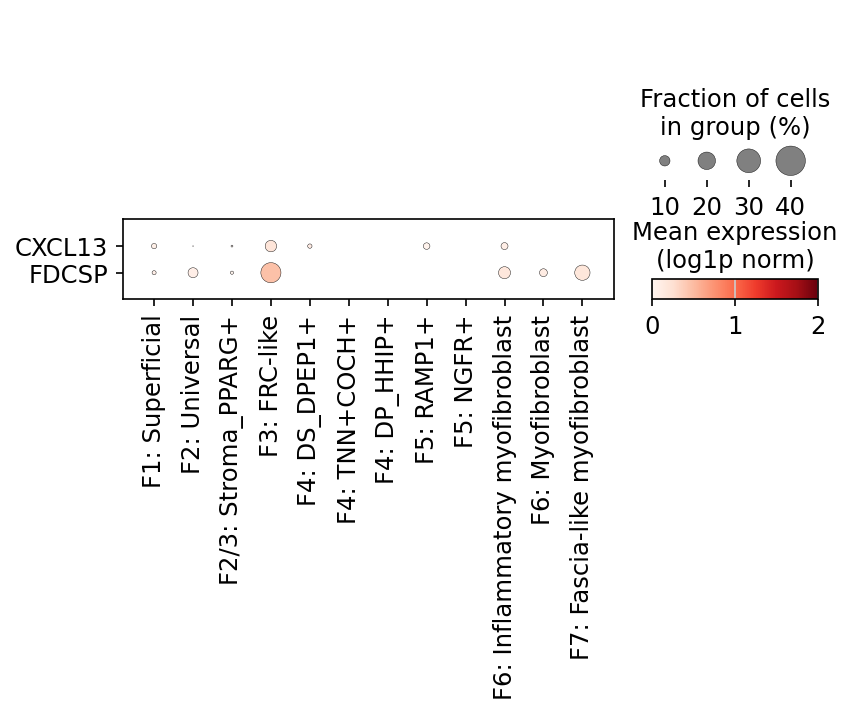 Fraction of cells
in group (%)
10 20 30 40
Mean expression
(log1p norm)
0 1 2
CXCL13
FDCSP
F1: Superficial
F2: Universal
F2/3: Stroma_PPARG+
F3: FRC-like
F4: DS_DPEP1+
F4: TNN+COCH+
F4: DP_HHIP+
F5: RAMP1+
F5: NGFR+
F6: Inflammatory myofibroblast
F6: Myofibroblast
F7: Fascia-like myofibroblast